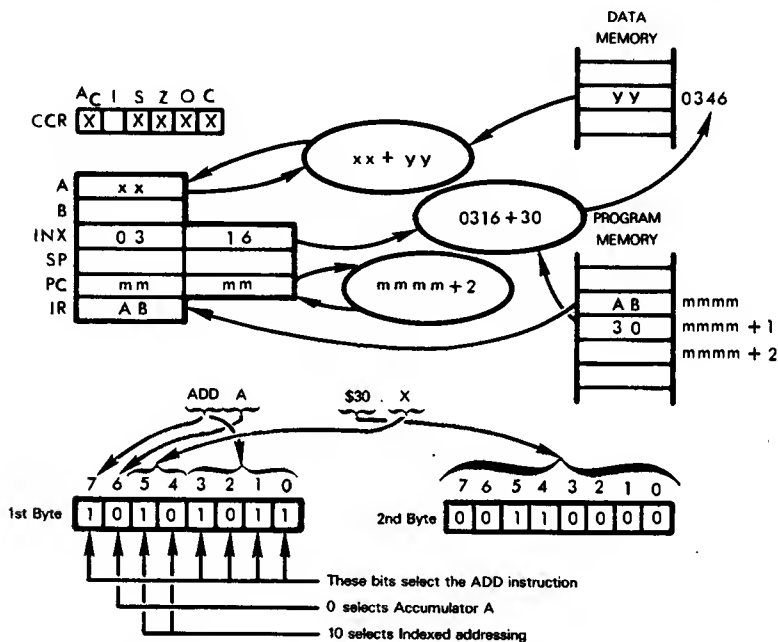 DATA
MEMORY
AC I S Z O C
CCR X X X X X
yy 0346
xx + yy
A xx
B
INX 03 16
0316+30
PROGRAM
MEMORY
SP
PC mm mm
mmmm+2
IR AB
AB mmmm
30 mmmm + 1
mmmm + 2
ADD A $30 . X
7 6 5 4 3 2 1 0
1st Byte 1 0 1 0 1 0 1 1
7 6 5 4 3 2 1 0
2nd Byte 0 0 1 1 0 0 0 0
These bits select the ADD instruction
0 selects Accumulator A
10 selects Indexed addressing